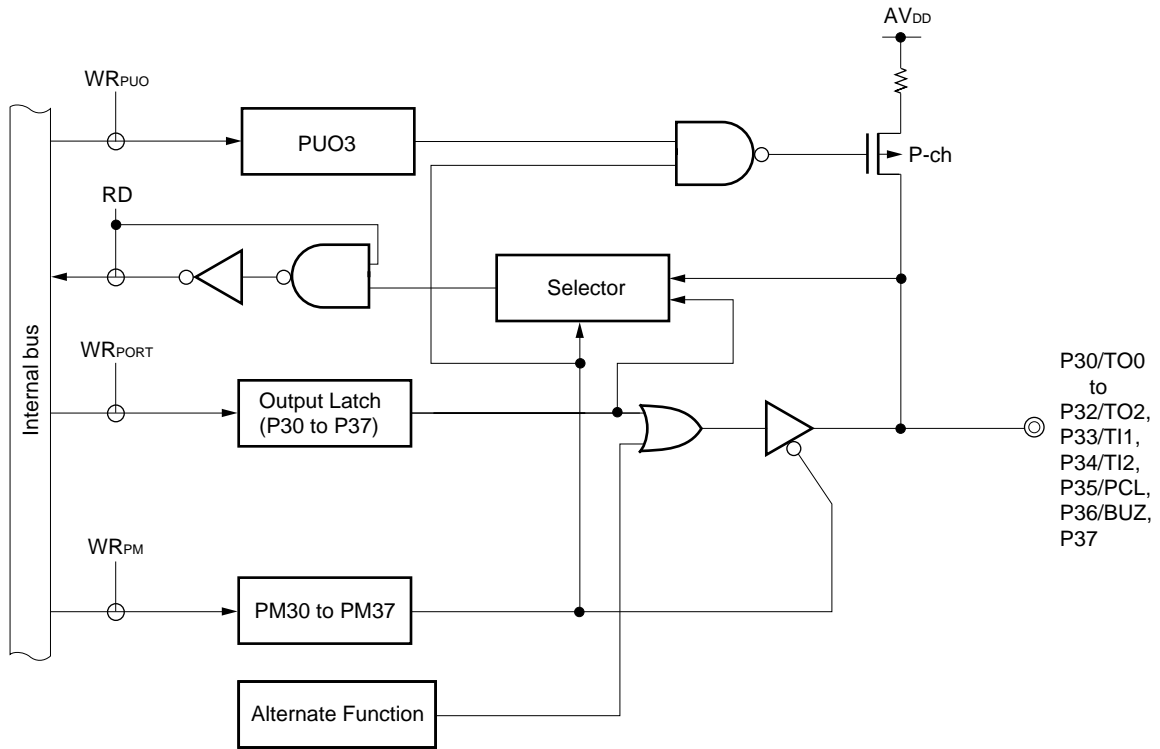 AVDD
WRPUO
PUO3
P-ch
RD
Selector
Internal bus
WRPORT
Output Latch
(P30 to P37)
P30/TO0
to
P32/TO2,
P33/TI1,
P34/TI2,
P35/PCL,
P36/BUZ,
P37
WRPM
PM30 to PM37
Alternate Function